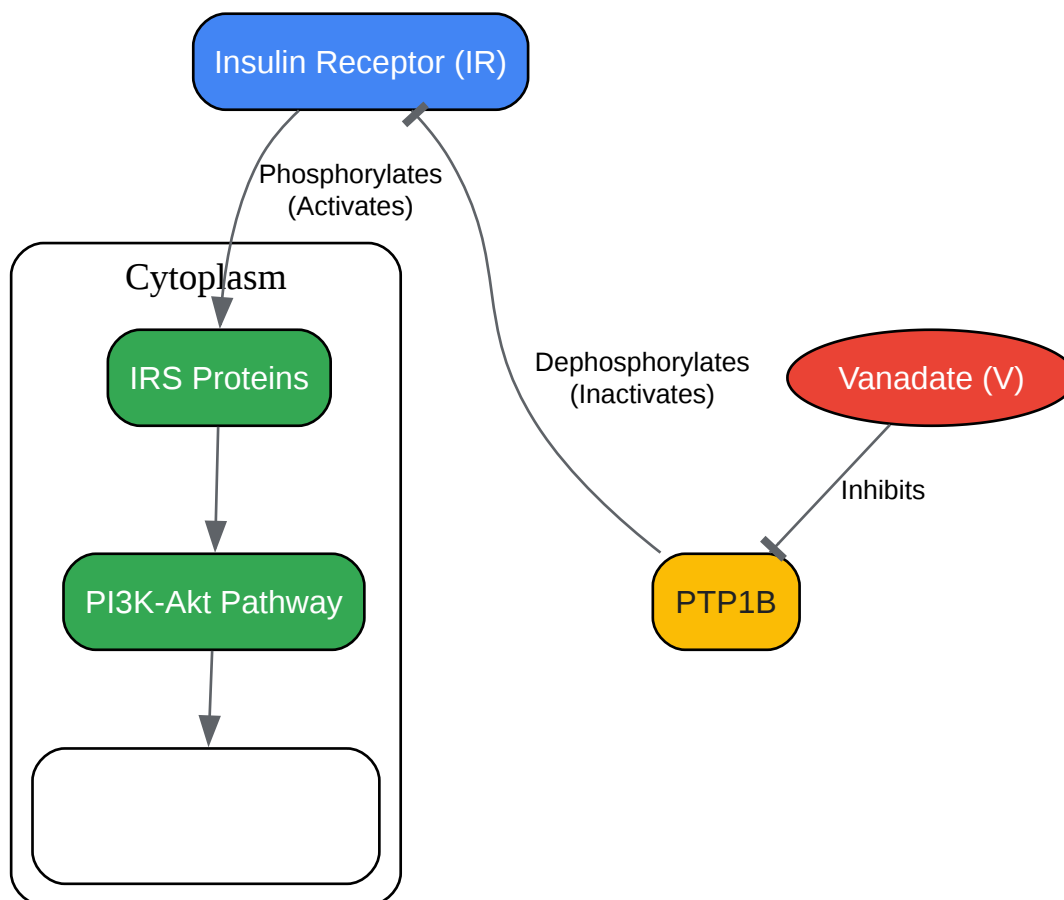 Insulin Receptor (IR)
Phosphorylates
(Activates)
Cytoplasm
IRS Proteins
Dephosphorylates
(Inactivates)
Vanadate (V)
Inhibits
PI3K-Akt Pathway
PTP1B